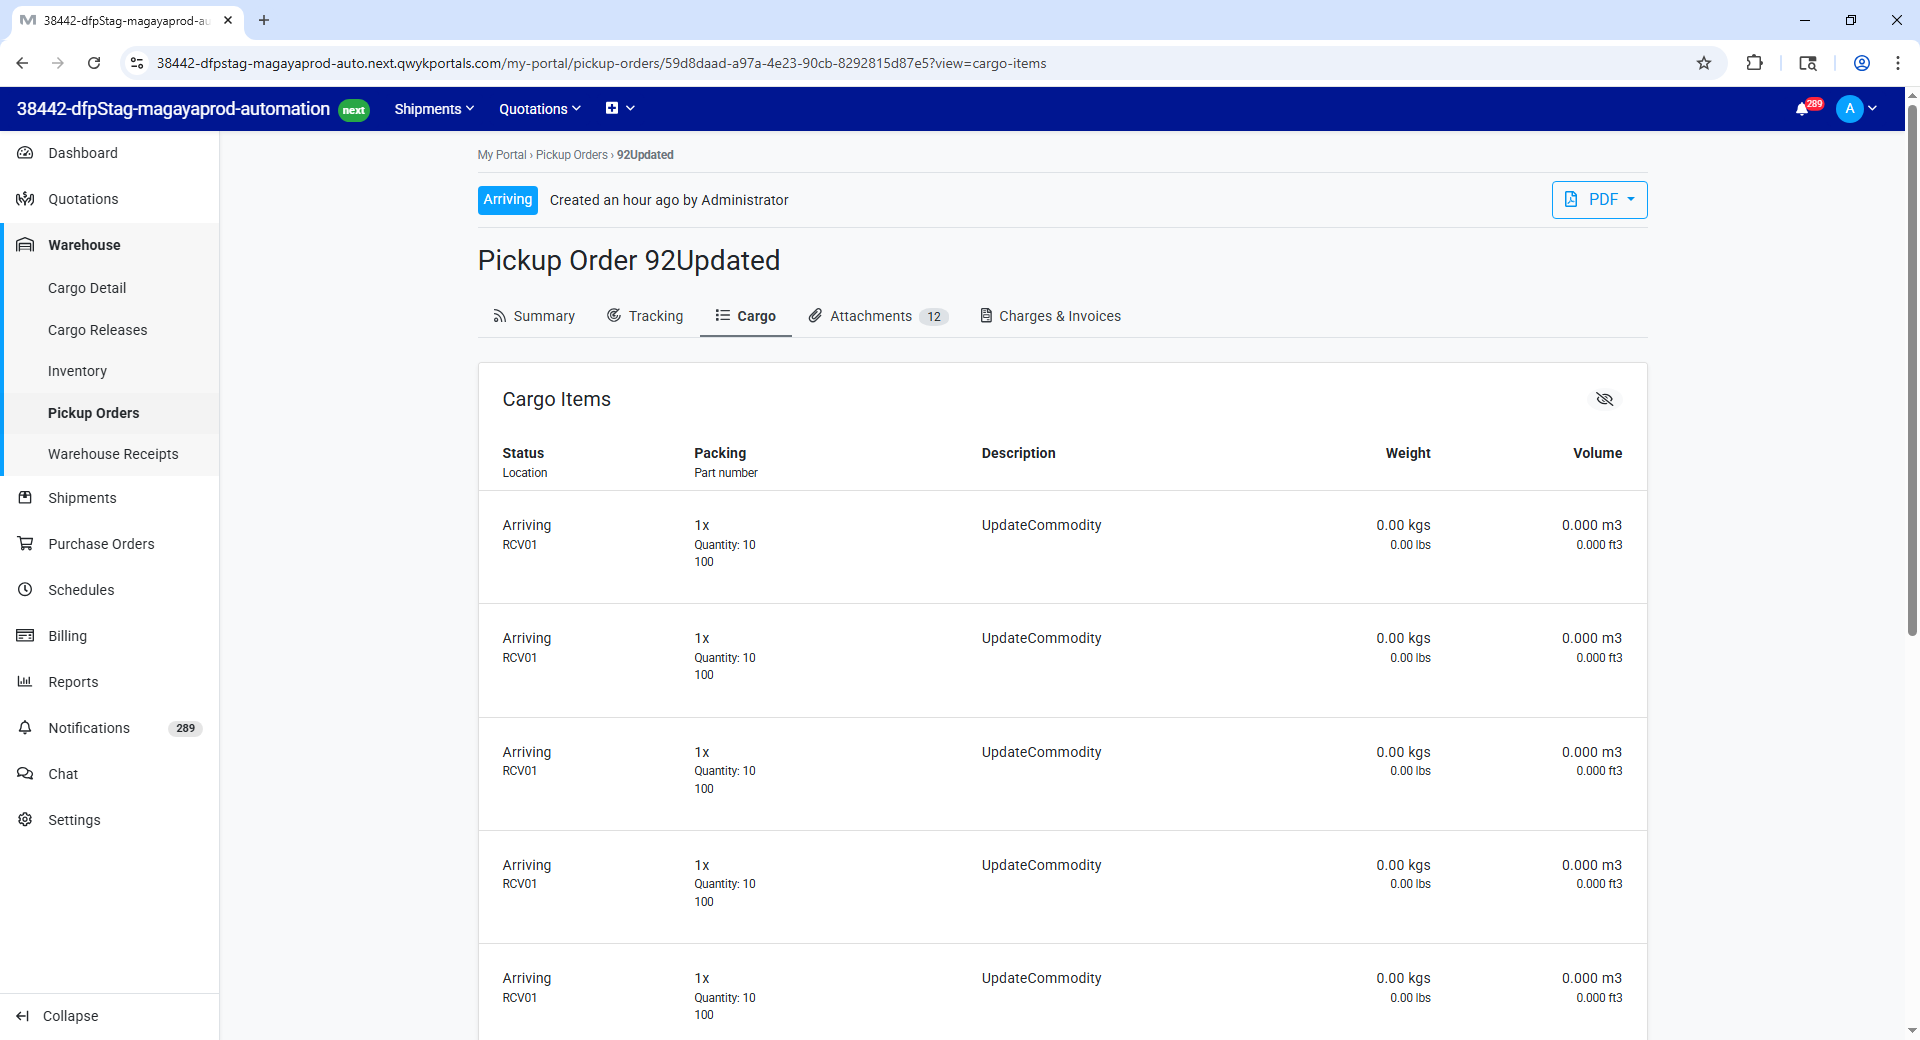 38442-dfpStag-magayaprod-au
38442-dfpstag-magayaprod-auto.next.qwykportals.com/my-portal/pickup-orders/59d8daad-a97a-4e23-90cb-8292815d87e5?view=cargo-items
38442-dfpStag-magayaprod-automation next Shipments Quotations 289 A
Dashboard
Quotations
Warehouse
Cargo Detail
Cargo Releases
Inventory
Pickup Orders
Warehouse Receipts
Shipments
Purchase Orders
Schedules
Billing
Reports
Notifications 289
Chat
Settings
Collapse
My Portal › Pickup Orders › 92Updated
Arriving Created an hour ago by Administrator PDF
Pickup Order 92Updated
Summary Tracking Cargo Attachments 12 Charges & Invoices
Cargo Items
Status Packing Description Weight Volume
Location Part number
Arriving 1x UpdateCommodity 0.00 kgs 0.000 m3
RCV01 Quantity: 10 0.00 lbs 0.000 ft3
100
Arriving 1x UpdateCommodity 0.00 kgs 0.000 m3
RCV01 Quantity: 10 0.00 lbs 0.000 ft3
100
Arriving 1x UpdateCommodity 0.00 kgs 0.000 m3
RCV01 Quantity: 10 0.00 lbs 0.000 ft3
100
Arriving 1x UpdateCommodity 0.00 kgs 0.000 m3
RCV01 Quantity: 10 0.00 lbs 0.000 ft3
100
Arriving 1x UpdateCommodity 0.00 kgs 0.000 m3
RCV01 Quantity: 10 0.00 lbs 0.000 ft3
100